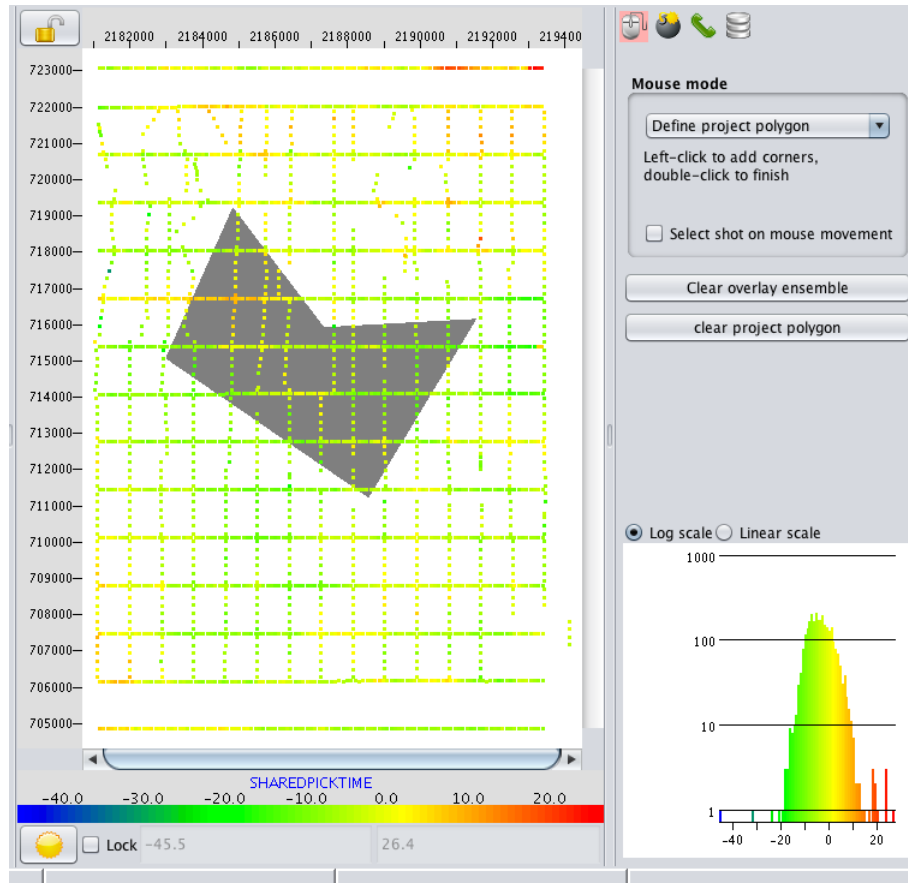 2182000 2184000 2186000 2188000 2190000 2192000 219400
723000
722000
721000
720000
719000
718000
717000
716000
715000
714000
713000
712000
711000
710000
709000
708000
707000
706000
705000
SHAREDPICKTIME
-40.0 -30.0 -20.0 -10.0 0.0 10.0 20.0
Lock -45.5 26.4
Mouse mode
Define project polygon
Left-click to add corners,
double-click to finish
Select shot on mouse movement
Clear overlay ensemble
clear project polygon
Log scale Linear scale
1000
100
10
1
-40 -20 0 20